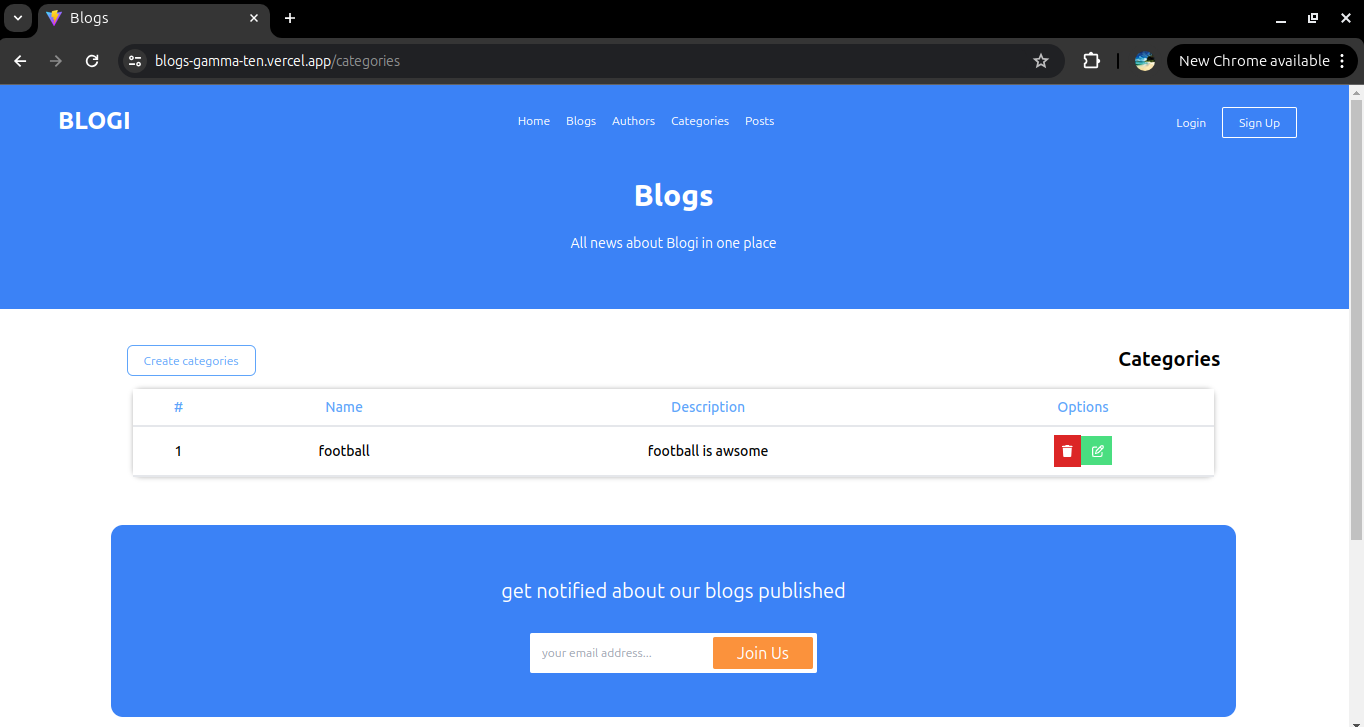 Blogs
blogs-gamma-ten.vercel.app/categories
New Chrome available
BLOGI
Home Blogs Authors Categories Posts
Login Sign Up
Blogs
All news about Blogi in one place
Create categories
Categories
# Name Description Options
1 football football is awsome
get notified about our blogs published
your email address...
Join Us